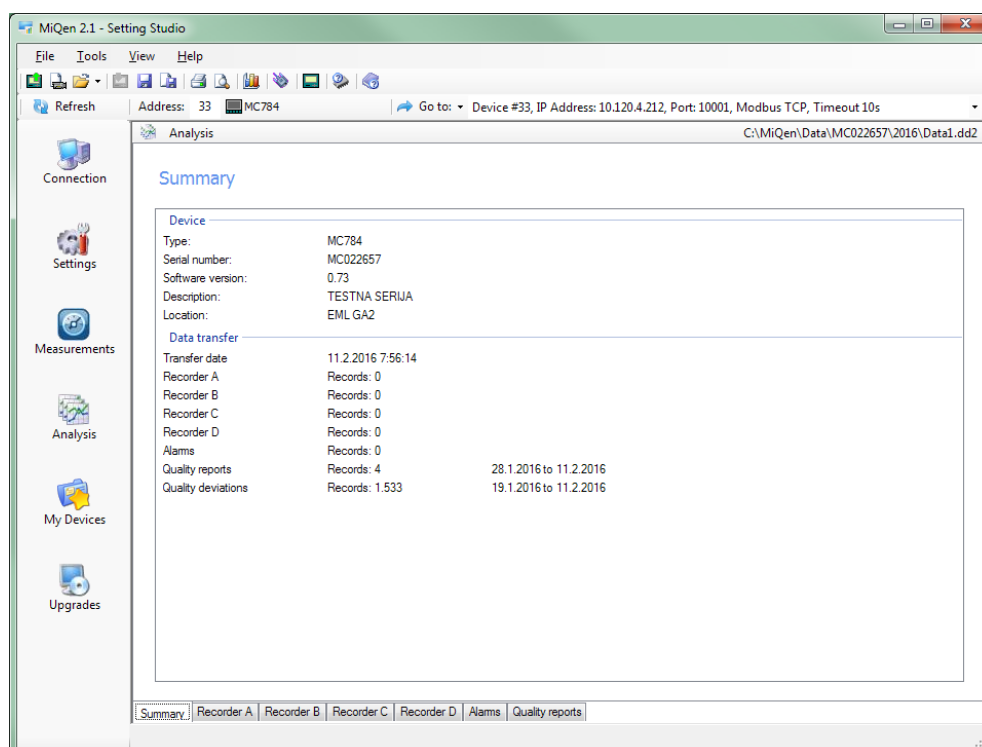 MiQen 2.1 - Setting Studio
File Tools View Help
Refresh Address: 33 MC784 Go to: Device #33, IP Address: 10.120.4.212, Port: 10001, Modbus TCP, Timeout 10s
Analysis C:\MiQen\Data\MC022657\2016\Data1.dd2
Connection
Settings
Measurements
Analysis
My Devices
Upgrades
Summary
Device
Type: MC784
Serial number: MC022657
Software version: 0.73
Description: TESTNA SERIJA
Location: EML GA2
Data transfer
Transfer date 11.2.2016 7:56:14
Recorder A Records: 0
Recorder B Records: 0
Recorder C Records: 0
Recorder D Records: 0
Alarms Records: 0
Quality reports Records: 4 28.1.2016 to 11.2.2016
Quality deviations Records: 1.533 19.1.2016 to 11.2.2016
Summary Recorder A Recorder B Recorder C Recorder D Alarms Quality reports